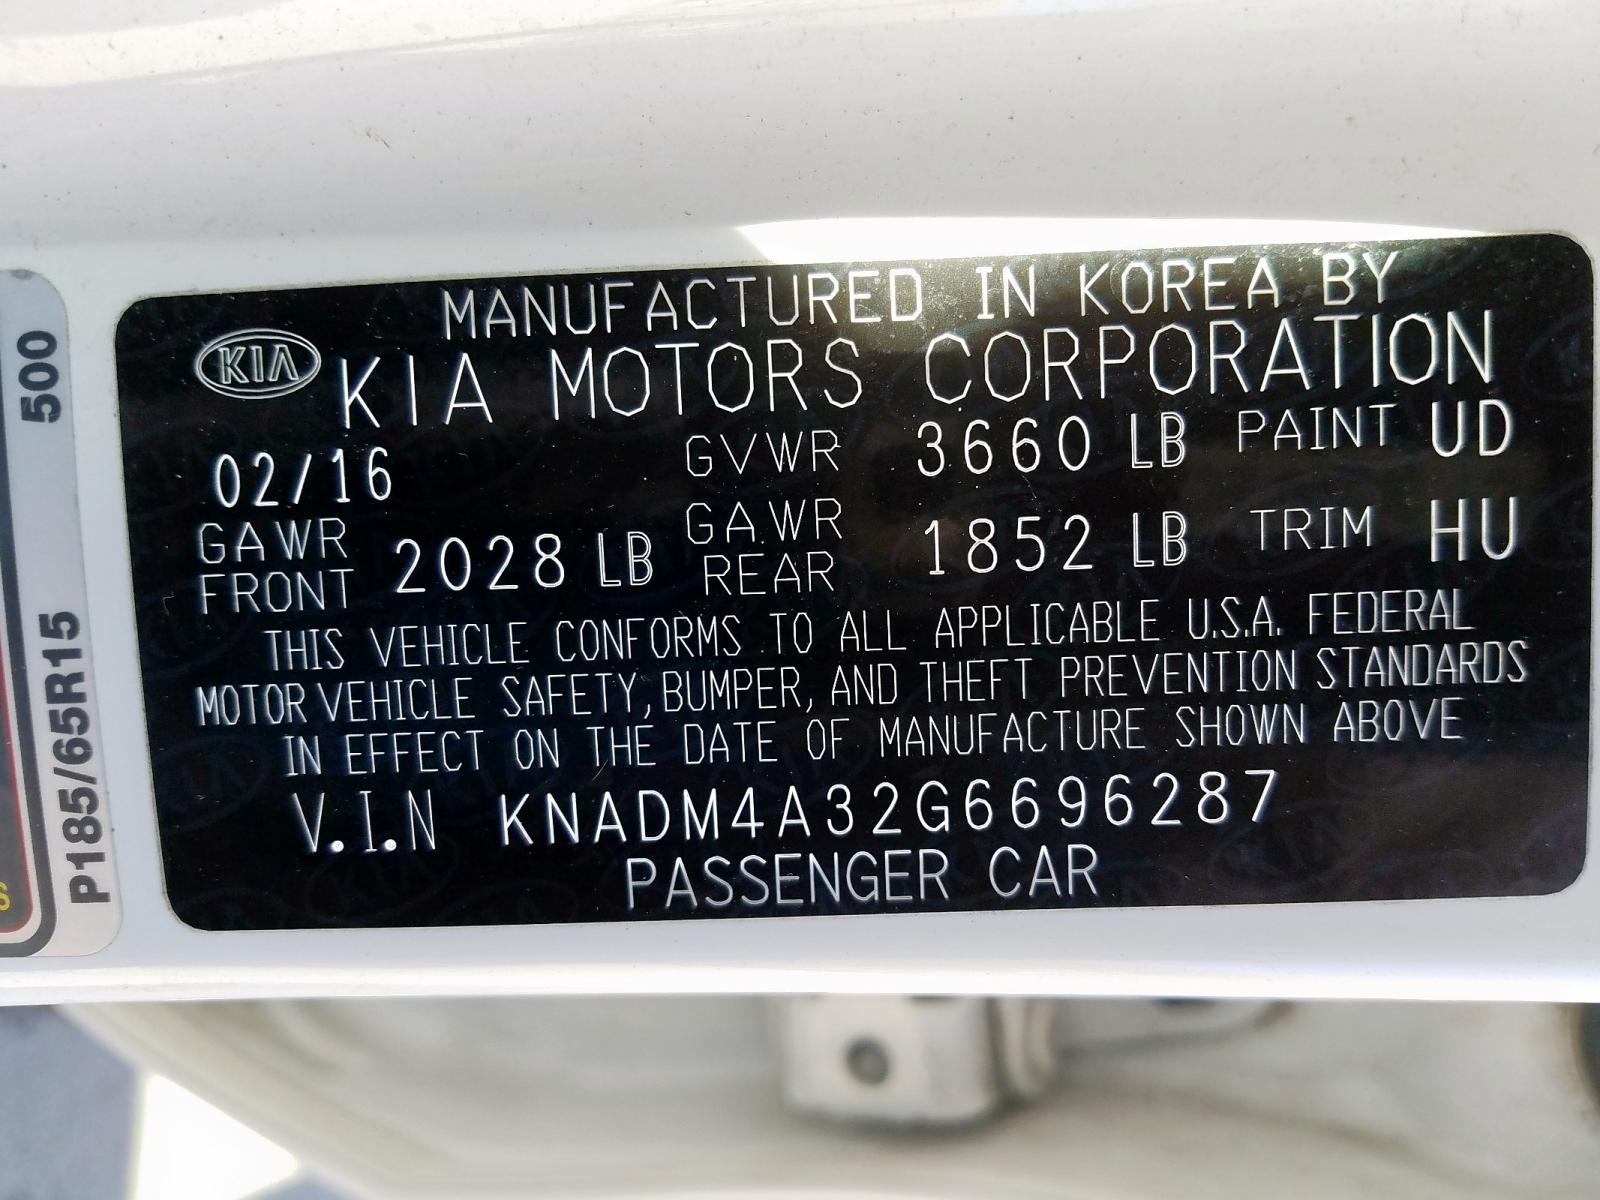 MANUFACTURED IN KOREA BY
KIA KIA MOTORS CORPORATION
02/16 GVWR 3660 LB PAINT UD
GAWR FRONT 2028 LB GAWR REAR 1852 LB TRIM HU
THIS VEHICLE CONFORMS TO ALL APPLICABLE U.S.A. FEDERAL
MOTOR VEHICLE SAFETY, BUMPER, AND THEFT PREVENTION STANDARDS
IN EFFECT ON THE DATE OF MANUFACTURE SHOWN ABOVE
V.I.N KNADM4A32G6696287
PASSENGER CAR
P185/65R15
500
S